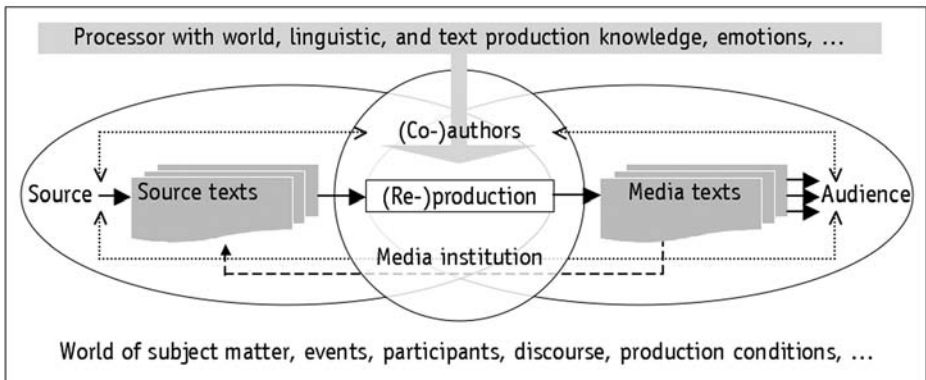 Processor with world, linguistic, and text production knowledge, emotions, …
(Co-)authors
Source
Source texts
(Re-)production
Media texts
Audience
Media institution
World of subject matter, events, participants, discourse, production conditions, …